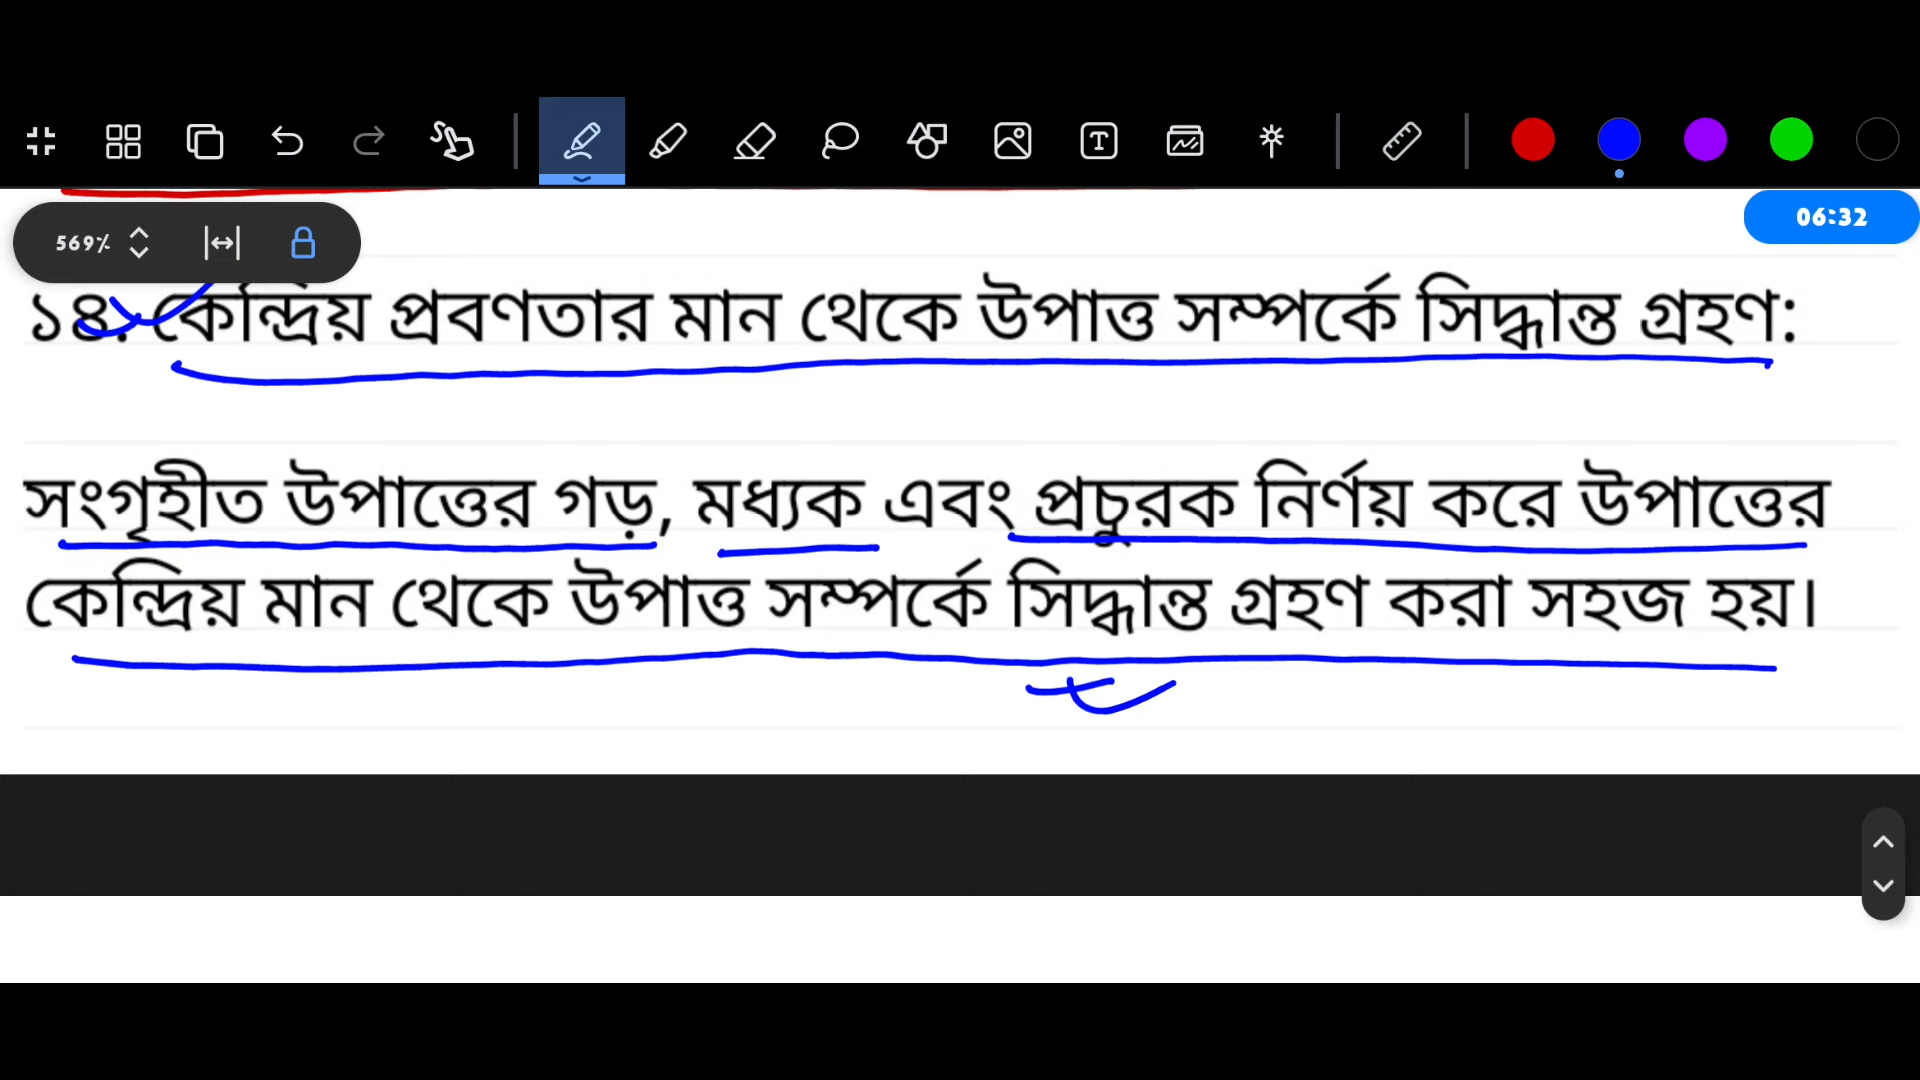 569%
06:32
১৪. কেন্দ্রিয় প্রবণতার মান থেকে উপাত্ত সম্পর্কে সিদ্ধান্ত গ্রহণ:
সংগৃহীত উপাত্তের গড়, মধ্যক এবং প্রচুরক নির্ণয় করে উপাত্তের
কেন্দ্রিয় মান থেকে উপাত্ত সম্পর্কে সিদ্ধান্ত গ্রহণ করা সহজ হয়।